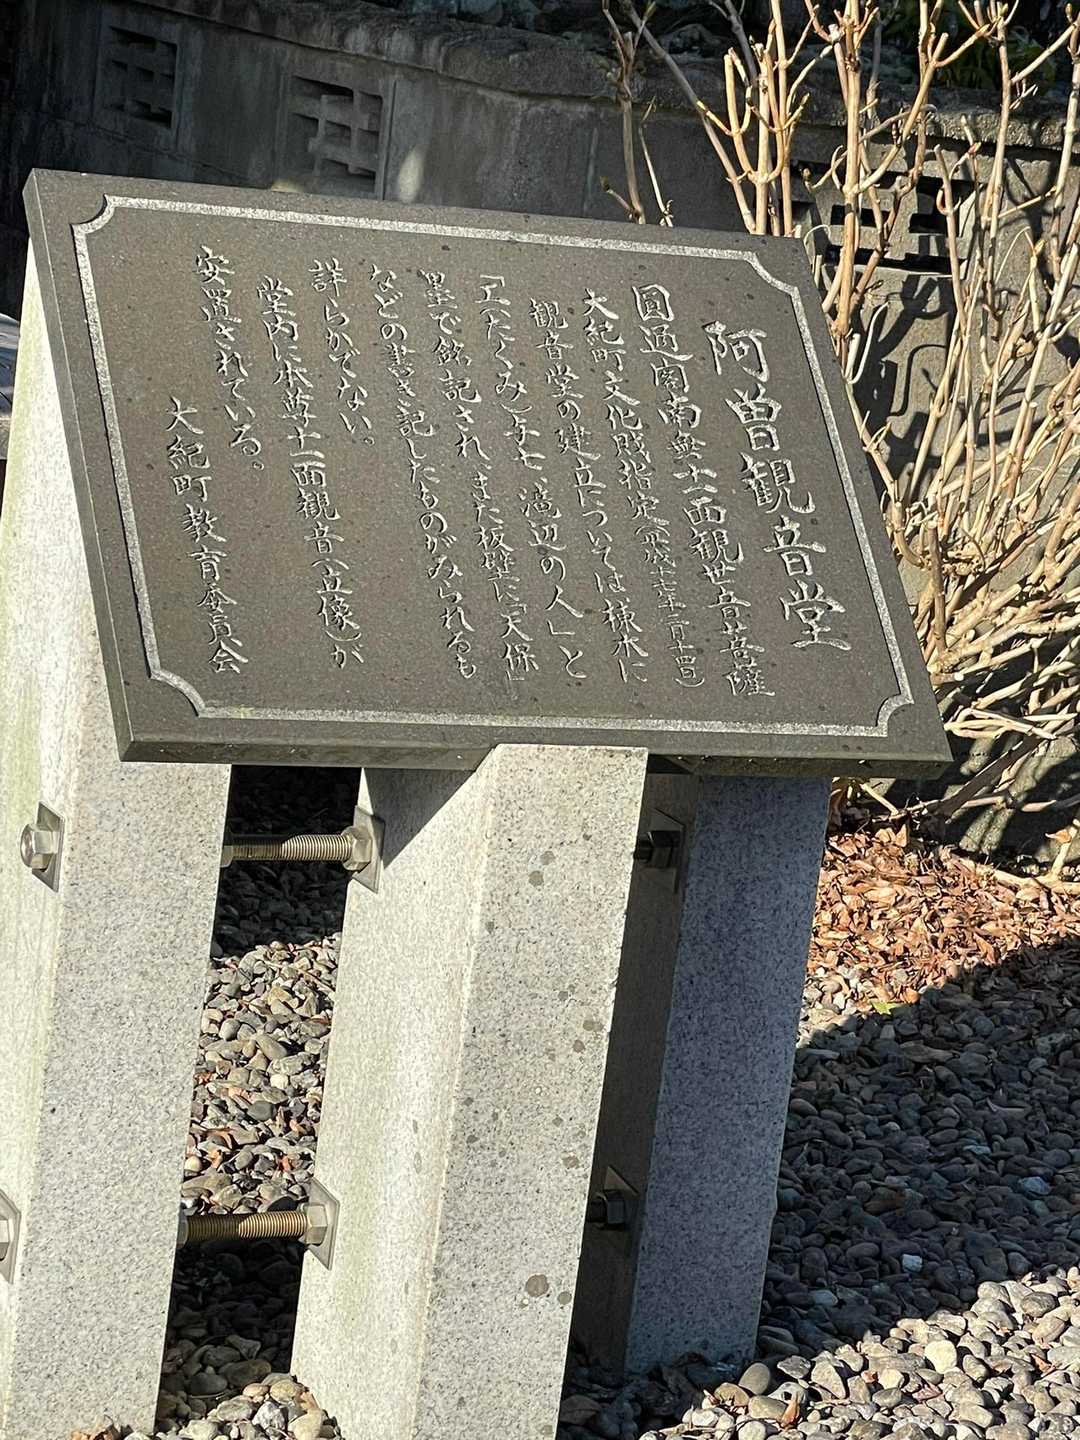 阿曽観音堂
圓通閣南無十一面観世音菩薩
大紀町文化財指定(平成十七年二月十四日)
観音堂の建立については棟木に
「工(たくみ)与七、滝辺の人」と
墨で銘記され、また板壁に「天保」
などの書き記したものがみられるも
詳らかでない。
堂内に本尊十一面観音(立像)が
安置されている。
大紀町教育委員会